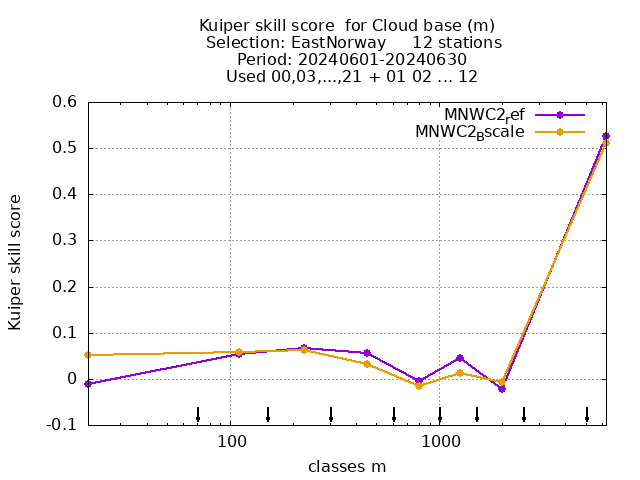 Kuiper skill score  for Cloud base (m)
Selection: EastNorway     12 stations
Period: 20240601-20240630
Used 00,03,...,21 + 01 02 ... 12
MNWC2ref
MNWC2Bscale
0.6
0.5
0.4
0.3
0.2
0.1
0
-0.1
Kuiper skill score
100
1000
classes m